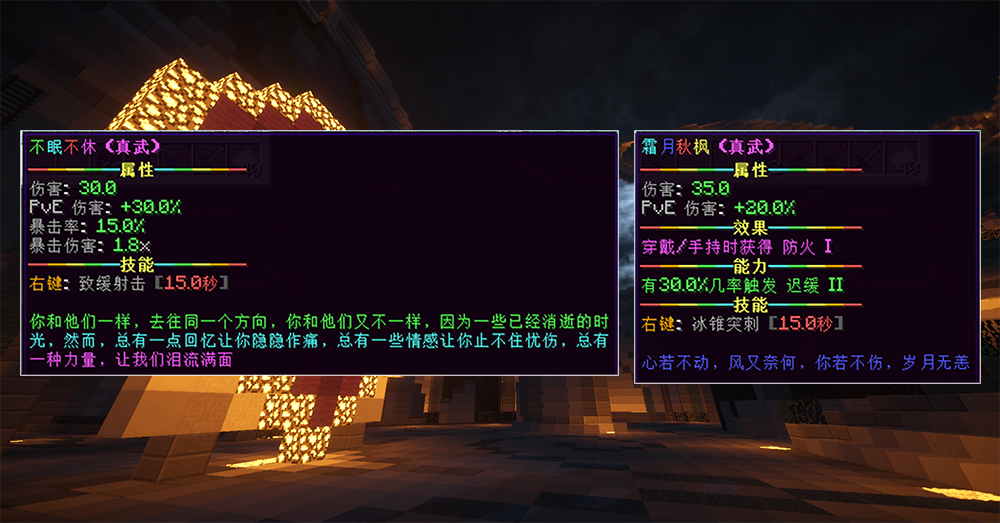 不眠不休《真武》
属性
伤害: 30.0
PvE 伤害: +30.0%
暴击率: 15.0%
暴击伤害: 1.8x
技能
右键: 致缓射击 [15.0秒]
你和他们一样，去往同一个方向，你和他们又不一样，因为一些已经消逝的时
光，然而，总有一点回忆让你隐隐作痛，总有一些情感让你止不住忧伤，总有
一种力量，让我们泪流满面
霜月秋枫《真武》
属性
伤害: 35.0
PvE 伤害: +20.0%
效果
穿戴/手持时获得 防火 I
能力
有30.0%几率触发 迟缓 II
技能
右键: 冰锥突刺 [15.0秒]
心若不动，风又奈何，你若不伤，岁月无恙